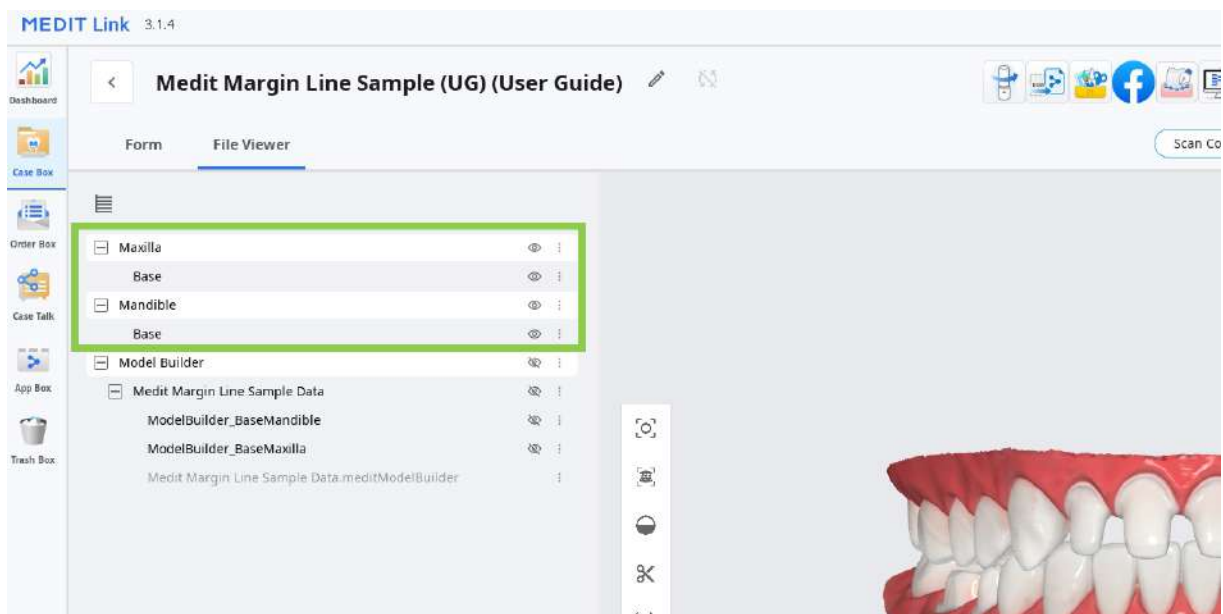 MEDIT Link 3.1.4
Dashboard
Case Box
Order Box
Case Talk
App Box
Trash Box
Medit Margin Line Sample (UG) (User Guide)
Form File Viewer
Scan Co
Maxilla
Base
Mandible
Base
Model Builder
Medit Margin Line Sample Data
ModelBuilder_BaseMandible
ModelBuilder_BaseMaxilla
Medit Margin Line Sample Data.meditModelBuilder